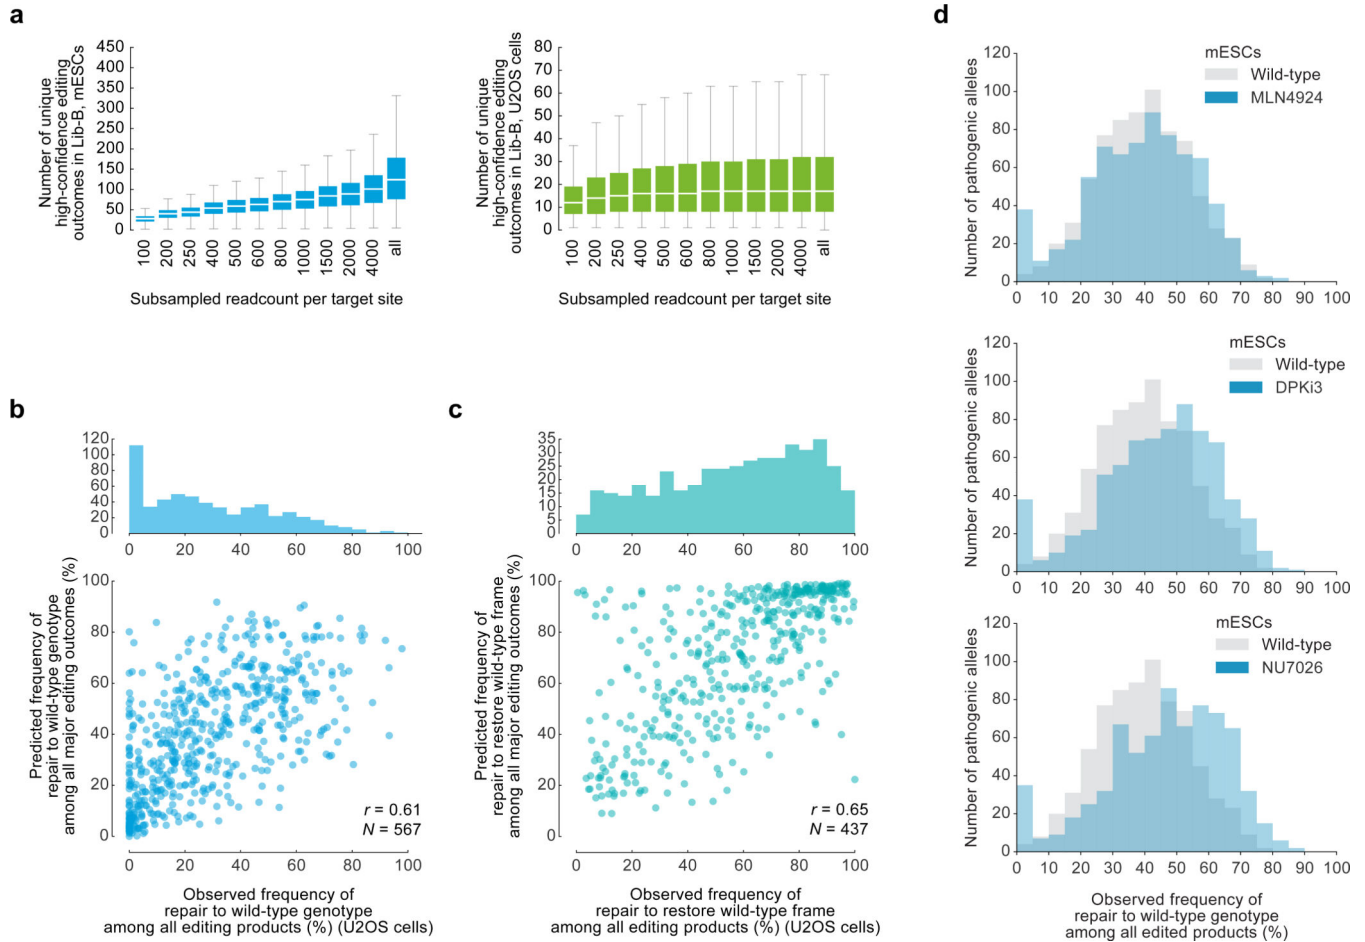 a
Number of unique
high-confidence editing
outcomes in Lib-B, mESCs
450
400
350
300
250
200
150
100
50
0
100
200
250
400
500
600
800
1000
1500
2000
4000
all
Subsampled readcount per target site
Number of unique
high-confidence editing
outcomes in Lib-B, U2OS cells
80
70
60
50
40
30
20
10
0
100
200
250
400
500
600
800
1000
1500
2000
4000
all
Subsampled readcount per target site
b
120
100
80
60
40
20
0
0
20
40
60
80
100
Predicted frequency of
repair to wild-type genotype
among all major editing outcomes (%)
100
80
60
40
20
0
r = 0.61
N = 567
0
20
40
60
80
100
Observed frequency of
repair to wild-type genotype
among all editing products (%) (U2OS cells)
c
35
30
25
20
15
10
5
0
0
20
40
60
80
100
Predicted frequency of
repair to restore wild-type frame
among all major editing outcomes (%)
100
80
60
40
20
0
r = 0.65
N = 437
0
20
40
60
80
100
Observed frequency of
repair to restore wild-type frame
among all editing products (%) (U2OS cells)
d
mESCs
Wild-type
MLN4924
Number of pathogenic alleles
120
100
80
60
40
20
0
0 10 20 30 40 50 60 70 80 90 100
mESCs
Wild-type
DPKi3
Number of pathogenic alleles
120
100
80
60
40
20
0
0 10 20 30 40 50 60 70 80 90 100
mESCs
Wild-type
NU7026
Number of pathogenic alleles
120
100
80
60
40
20
0
0 10 20 30 40 50 60 70 80 90 100
Observed frequency of
repair to wild-type genotype
among all edited products (%)